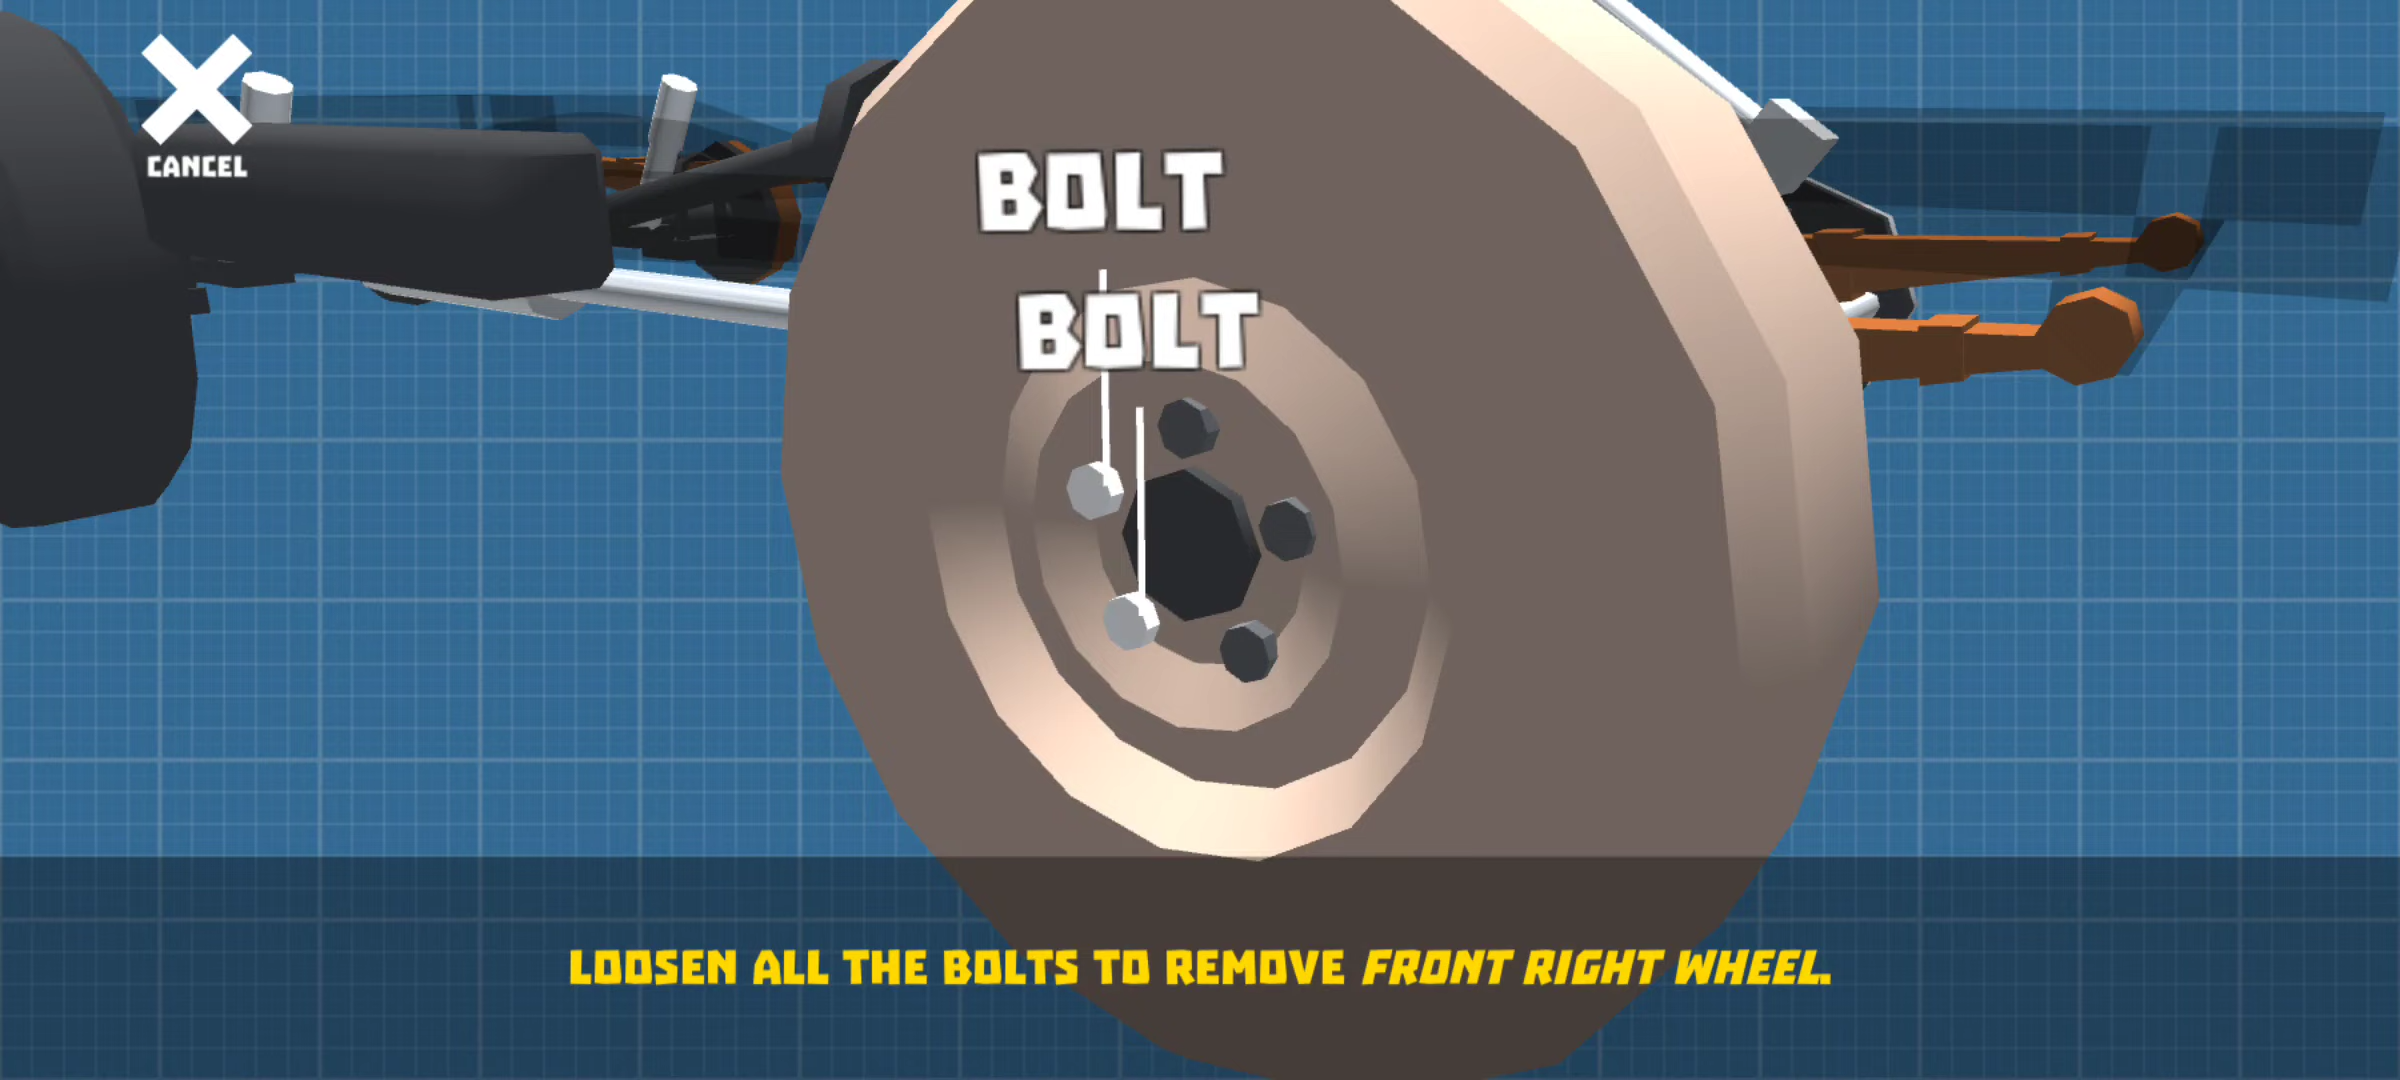 CANCEL
BOLT
BOLT
LOOSEN ALL THE BOLTS TO REMOVE FRONT RIGHT WHEEL.